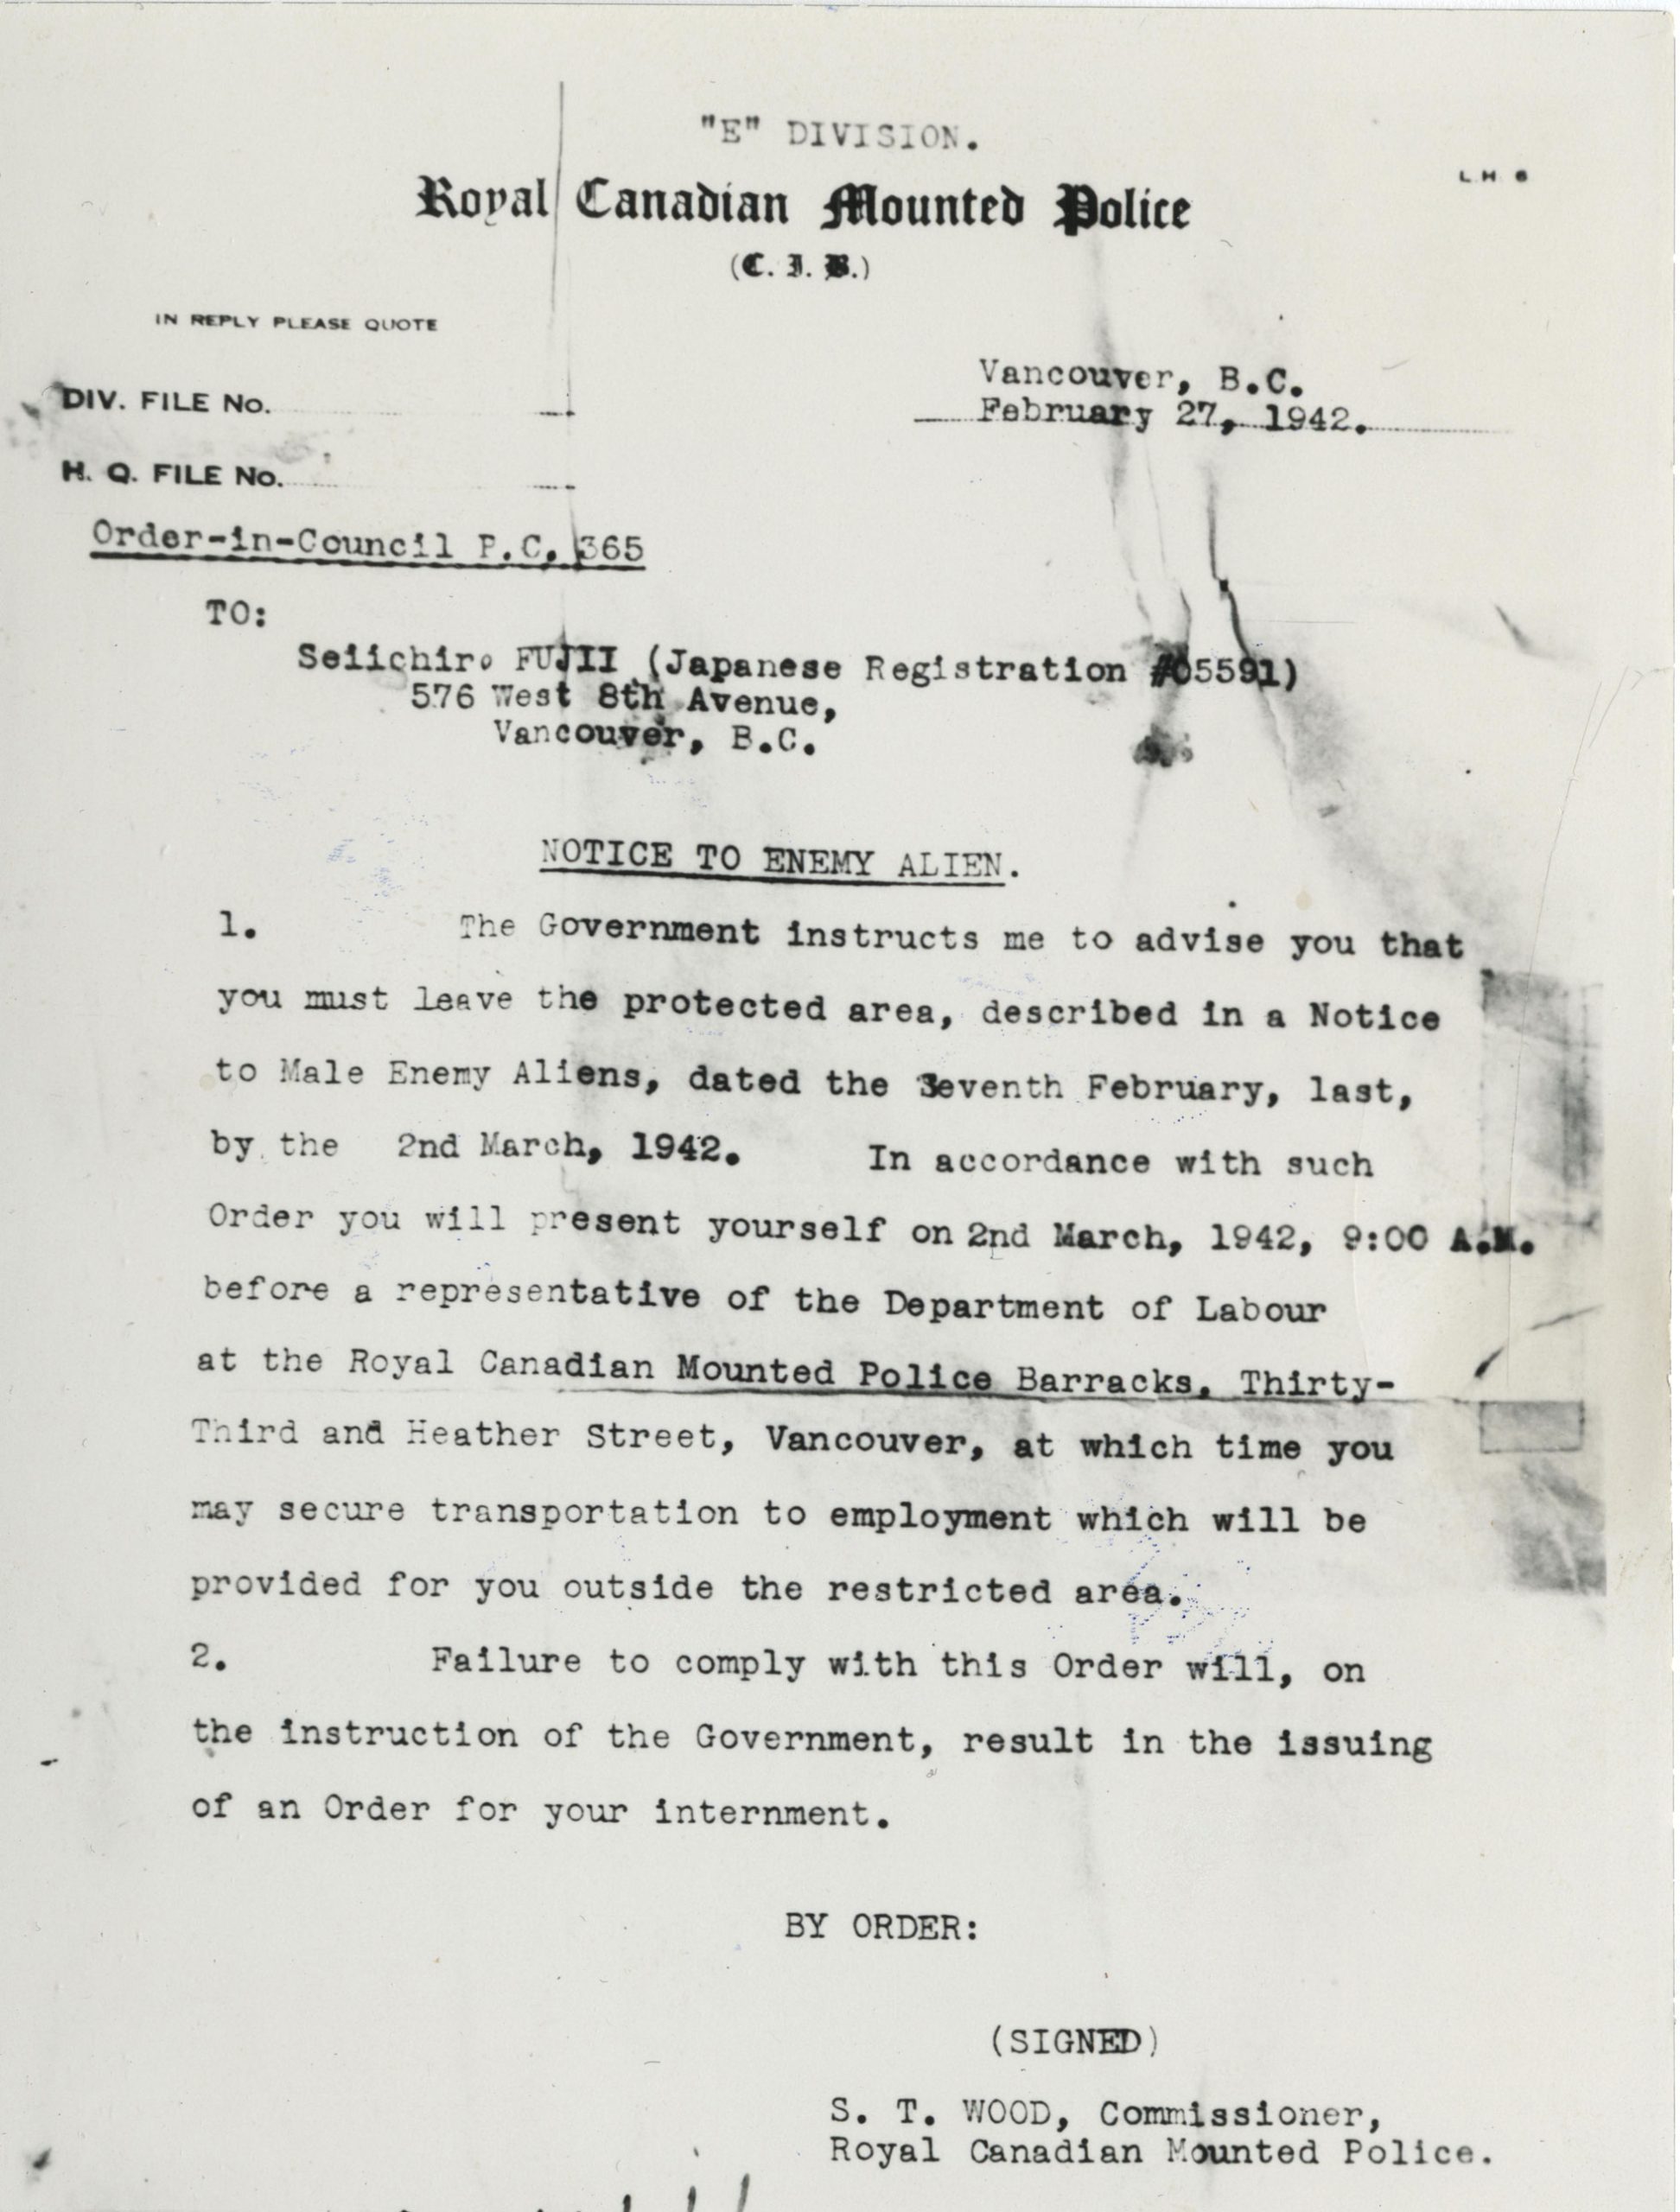 "E" DIVISION.
L. H. 6
Royal Canadian Mounted Police
(C. I. B.)
IN REPLY PLEASE QUOTE
Vancouver, B.C.
DIV. FILE No.
February 27, 1942.
H. Q. FILE No.
Order-in-Council P.C. 365
TO:
Seiichiro FUJII (Japanese Registration #05591)
576 West 8th Avenue,
Vancouver, B.C.
NOTICE TO ENEMY ALIEN.
1. The Government instructs me to advise you that
you must leave the protected area, described in a Notice
to Male Enemy Aliens, dated the Seventh February, last,
by the 2nd March, 1942. In accordance with such
Order you will present yourself on 2nd March, 1942, 9:00 A.M.
before a representative of the Department of Labour
at the Royal Canadian Mounted Police Barracks, Thirty-
Third and Heather Street, Vancouver, at which time you
may secure transportation to employment which will be
provided for you outside the restricted area.
2. Failure to comply with this Order will, on
the instruction of the Government, result in the issuing
of an Order for your internment.
BY ORDER:
(SIGNED)
S. T. WOOD, Commissioner,
Royal Canadian Mounted Police.